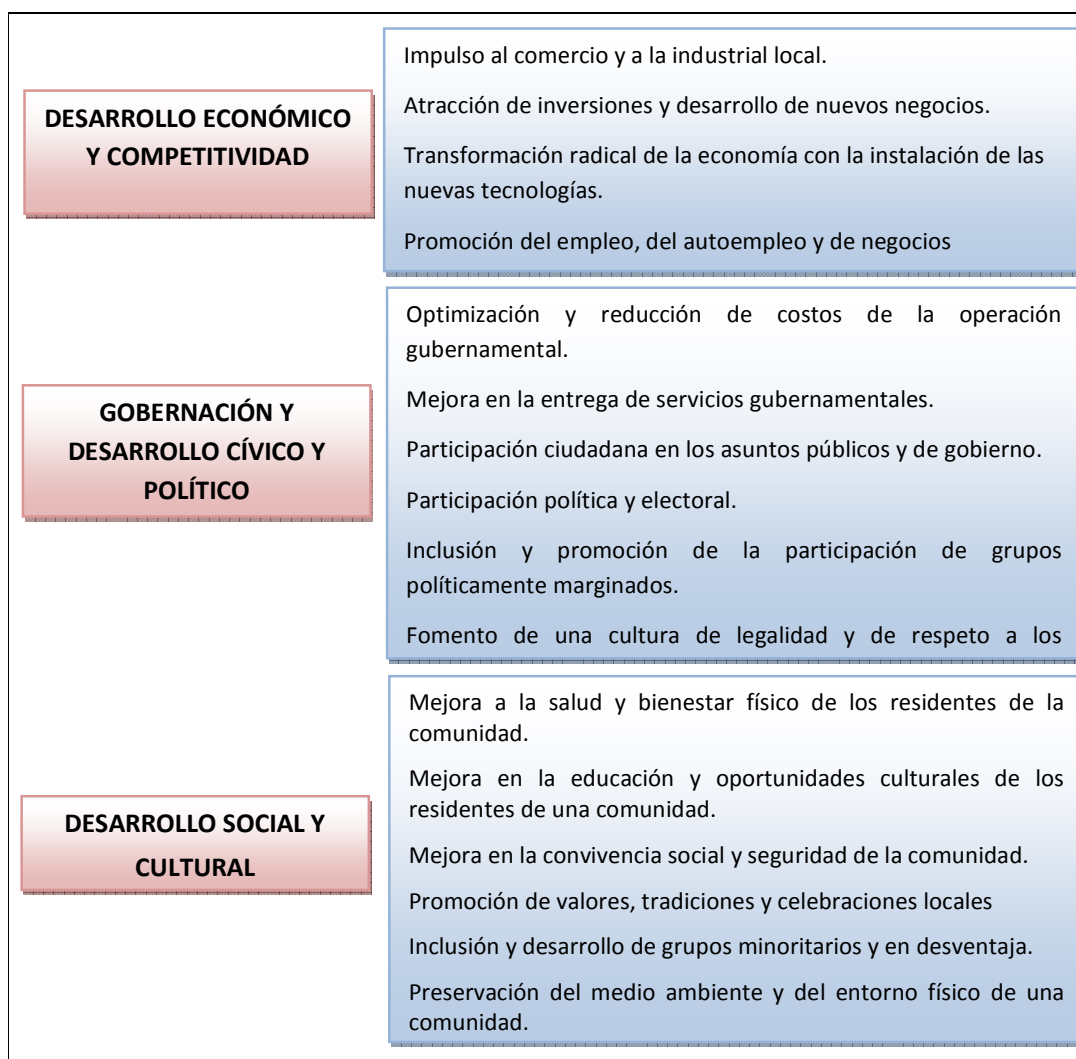 DESARROLLO ECONÓMICO
Y COMPETITIVIDAD
Impulso al comercio y a la industrial local.
Atracción de inversiones y desarrollo de nuevos negocios.
Transformación radical de la economía con la instalación de las
nuevas tecnologías.
Promoción del empleo, del autoempleo y de negocios
GOBERNACIÓN Y
DESARROLLO CÍVICO Y
POLÍTICO
Optimización y reducción de costos de la operación
gubernamental.
Mejora en la entrega de servicios gubernamentales.
Participación ciudadana en los asuntos públicos y de gobierno.
Participación política y electoral.
Inclusión y promoción de la participación de grupos
políticamente marginados.
Fomento de una cultura de legalidad y de respeto a los
DESARROLLO SOCIAL Y
CULTURAL
Mejora a la salud y bienestar físico de los residentes de la
comunidad.
Mejora en la educación y oportunidades culturales de los
residentes de una comunidad.
Mejora en la convivencia social y seguridad de la comunidad.
Promoción de valores, tradiciones y celebraciones locales
Inclusión y desarrollo de grupos minoritarios y en desventaja.
Preservación del medio ambiente y del entorno físico de una
comunidad.